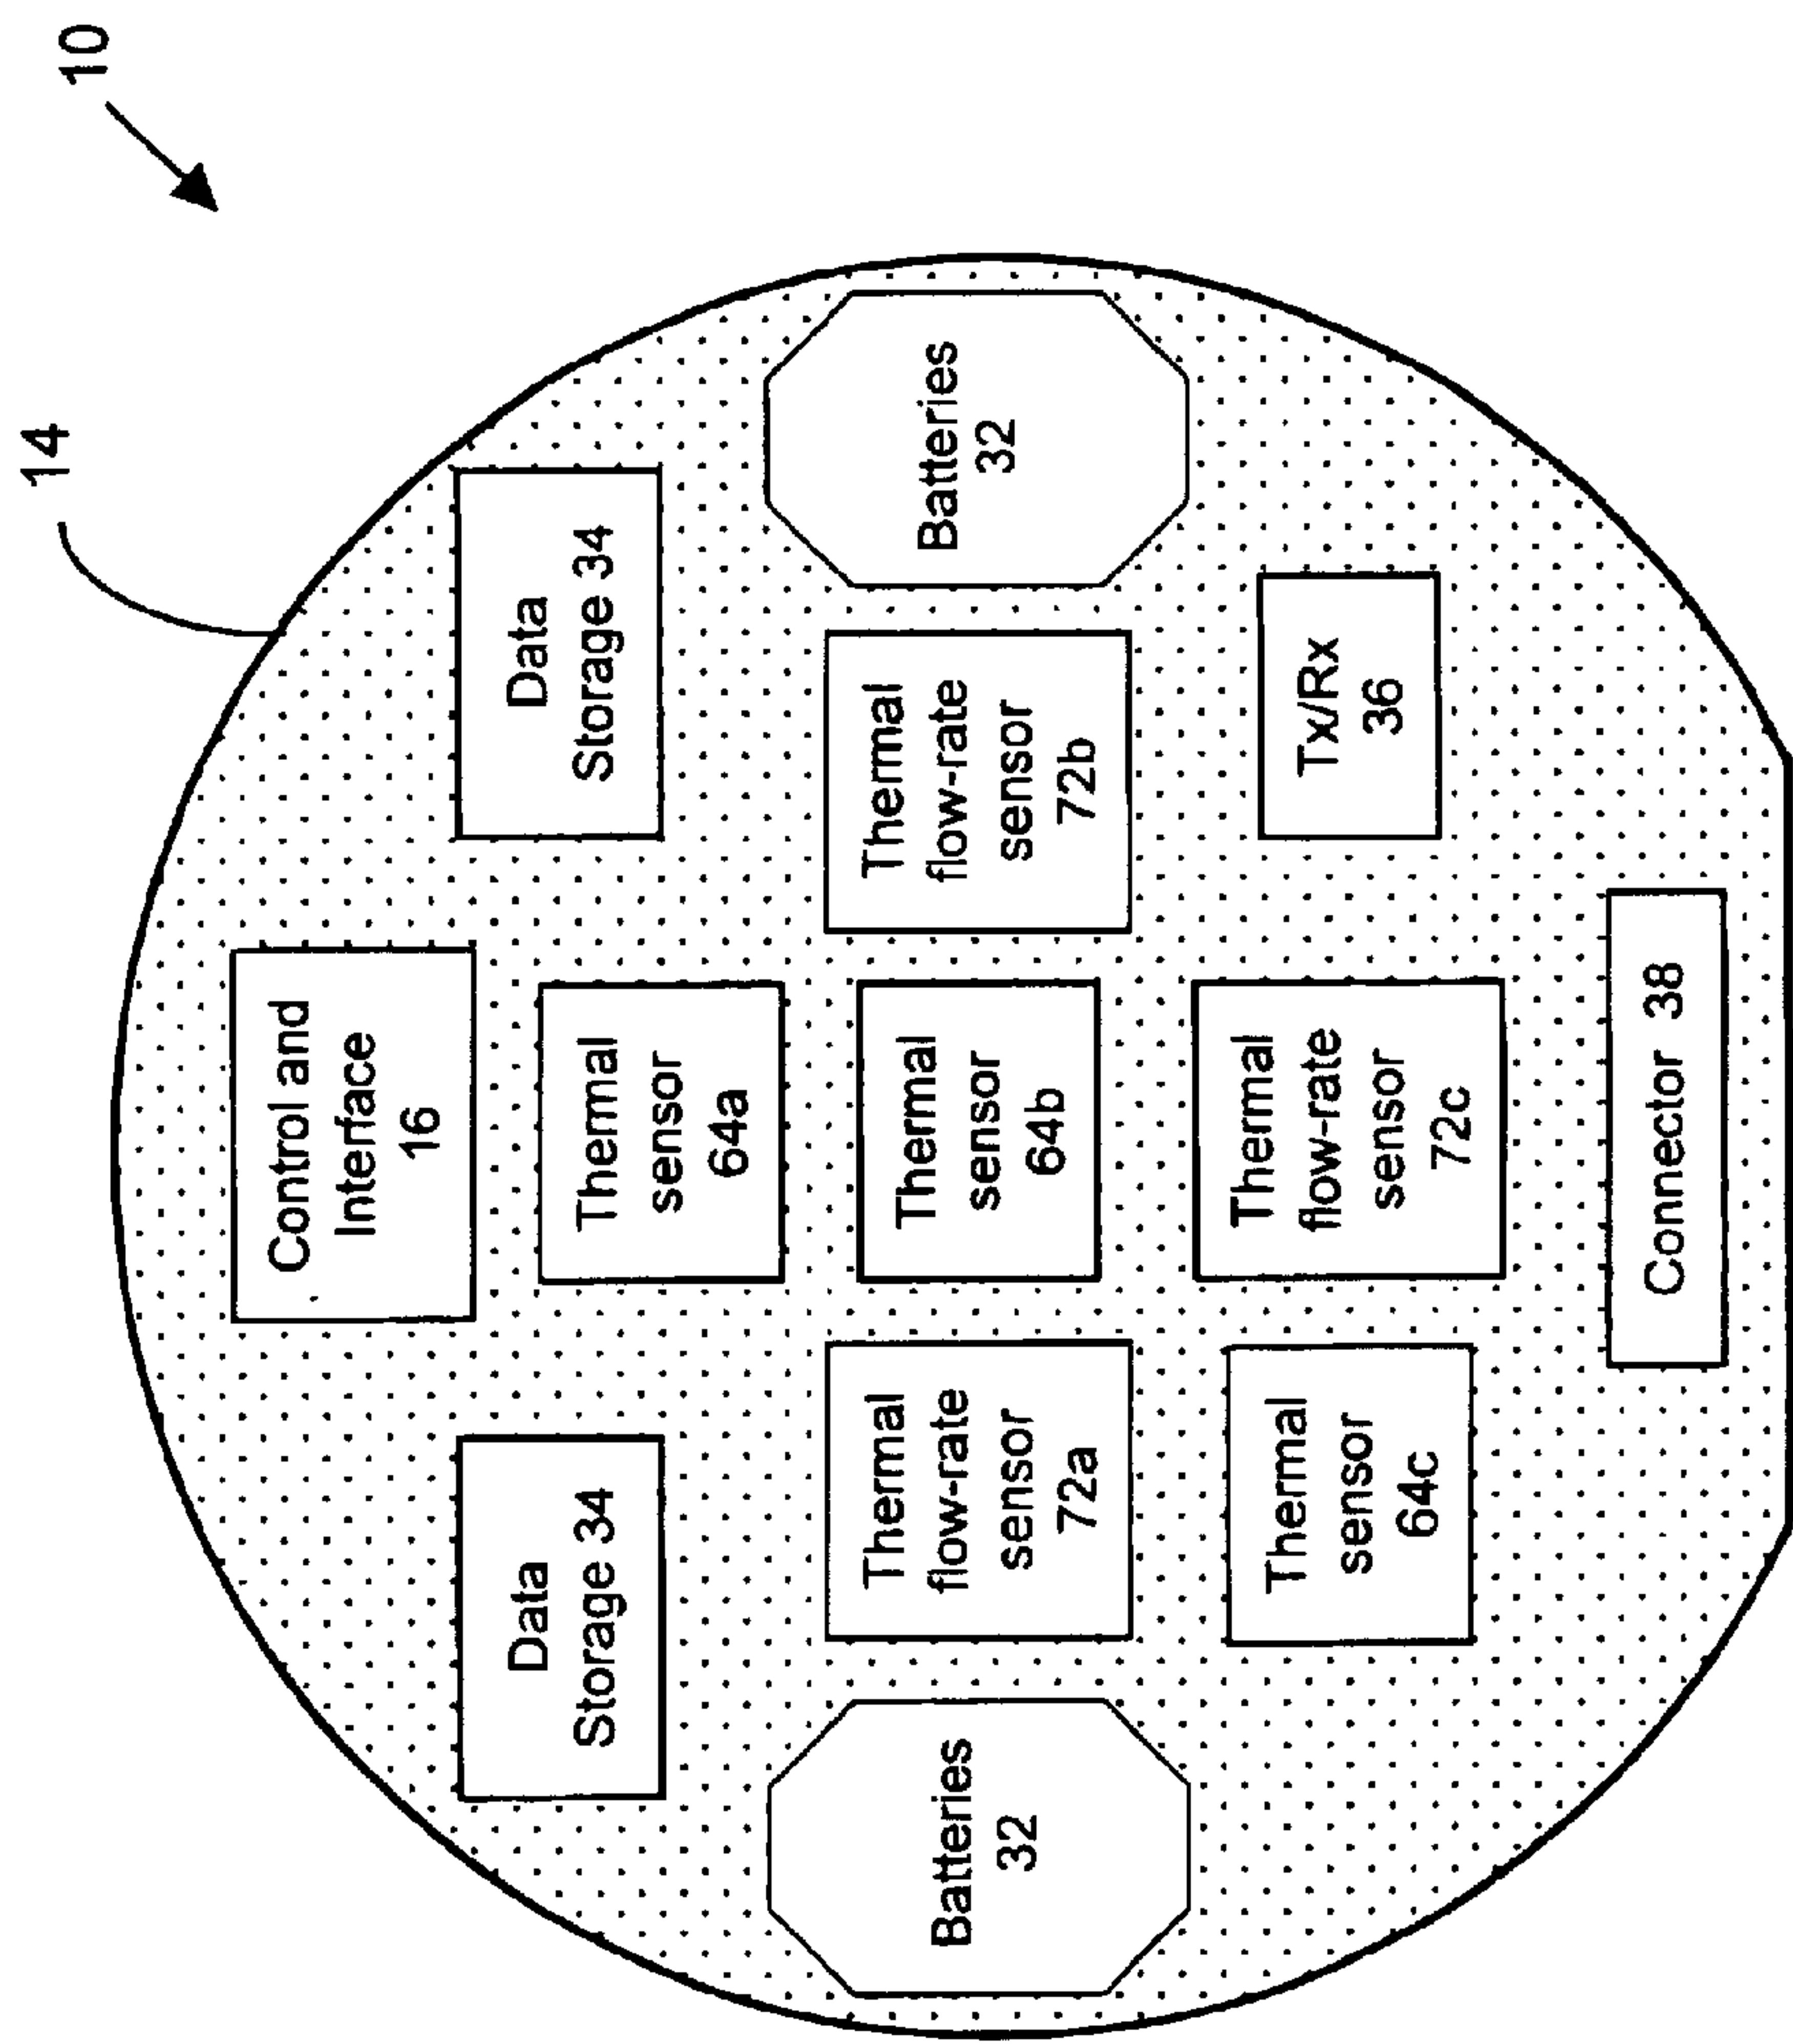 10
14
Control and
Interface
16
Data
Storage 34
Data
Storage 34
Thermal
sensor
64a
Batteries
32
Thermal
flow-rate
sensor
72a
Thermal
sensor
64b
Thermal
flow-rate
sensor
72b
Batteries
32
Thermal
sensor
64c
Thermal
flow-rate
sensor
72c
Tx/Rx
36
Connector 38